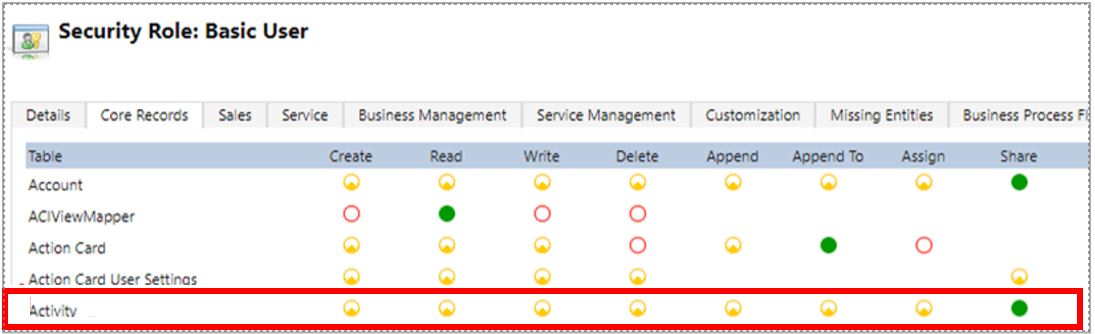 Security Role: Basic User
Details Core Records Sales Service Business Management Service Management Customization Missing Entities Business Process
Table Create Read Write Delete Append Append To Assign Share
Account
ACIViewMapper
Action Card
Action Card User Settings
Activity